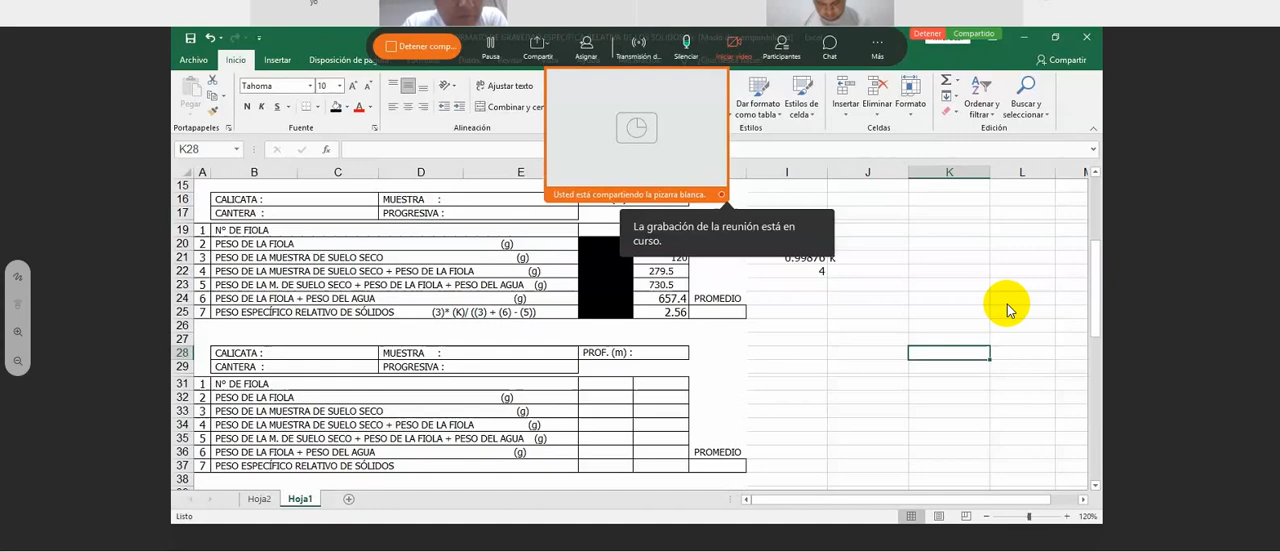 yo
Detener comp...
Pausa
Compartir
Asignar
Transmisión d...
Silenciar
Iniciar video
Participantes
Chat
Más
Detener
Compartido
Archivo
Inicio
Insertar
Disposición de pá
Compartir
Pegar
Tahoma
10
N
K
S
Ajustar texto
Combinar y cen
Dar formato
como tabla
Estilos de
celda
Insertar
Eliminar
Formato
Ordenar y
filtrar
Buscar y
seleccionar
Portapapeles
Fuente
Alineación
Estilos
Celdas
Edición
K28
fx
Usted está compartiendo la pizarra blanca.
La grabación de la reunión está en
curso.
A B C D E I J K L M
15
16 CALICATA : MUESTRA :
17 CANTERA : PROGRESIVA :
19 1 N° DE FIOLA
20 2 PESO DE LA FIOLA (g)
21 3 PESO DE LA MUESTRA DE SUELO SECO (g) 120 0.99876 k
22 4 PESO DE LA MUESTRA DE SUELO SECO + PESO DE LA FIOLA (g) 279.5 4
23 5 PESO DE LA M. DE SUELO SECO + PESO DE LA FIOLA + PESO DEL AGUA (g) 730.5
24 6 PESO DE LA FIOLA + PESO DEL AGUA (g) 657.4 PROMEDIO
25 7 PESO ESPECÍFICO RELATIVO DE SÓLIDOS (3)* (K)/ ((3) + (6) - (5)) 2.56
26
27
28 CALICATA : MUESTRA : PROF. (m) :
29 CANTERA : PROGRESIVA :
31 1 N° DE FIOLA
32 2 PESO DE LA FIOLA (g)
33 3 PESO DE LA MUESTRA DE SUELO SECO (g)
34 4 PESO DE LA MUESTRA DE SUELO SECO + PESO DE LA FIOLA (g)
35 5 PESO DE LA M. DE SUELO SECO + PESO DE LA FIOLA + PESO DEL AGUA (g)
36 6 PESO DE LA FIOLA + PESO DEL AGUA (g) PROMEDIO
37 7 PESO ESPECÍFICO RELATIVO DE SÓLIDOS
38
Hoja2
Hoja1
Listo
120%